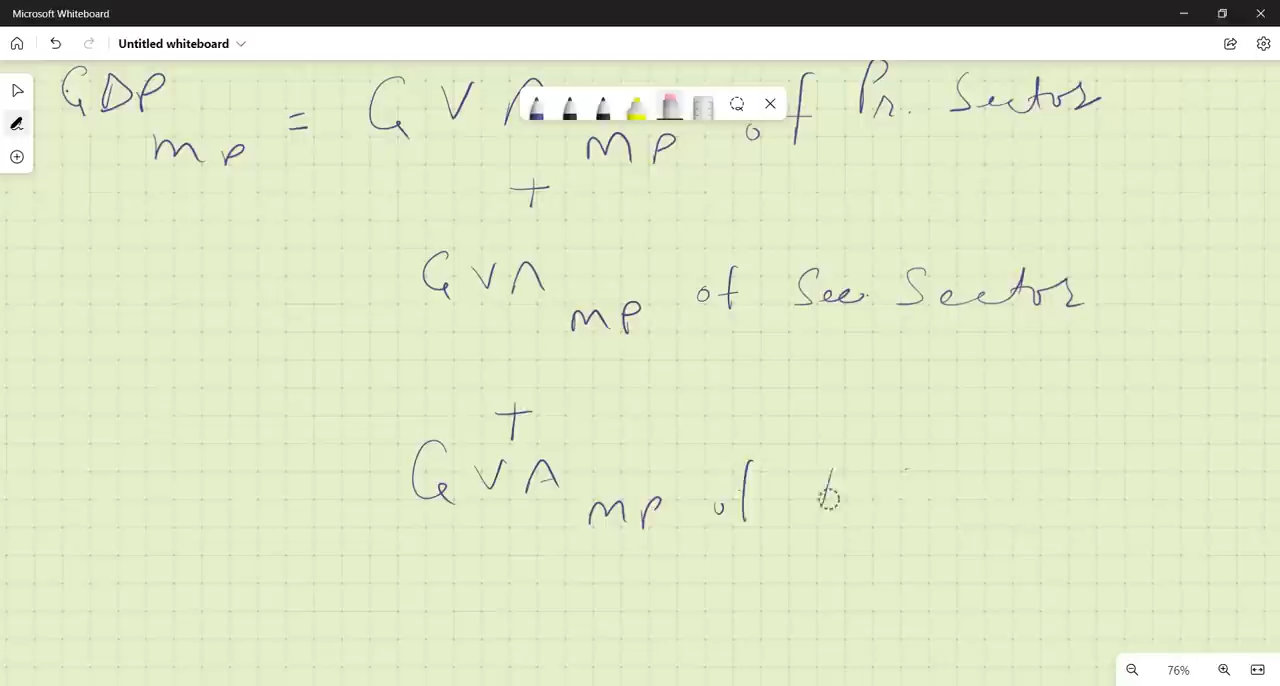 Microsoft Whiteboard
Untitled whiteboard
GDP MP = GVA MP of Pr. Sector
+
GVA MP of Sec. Sector
+
GVA MP of
76%